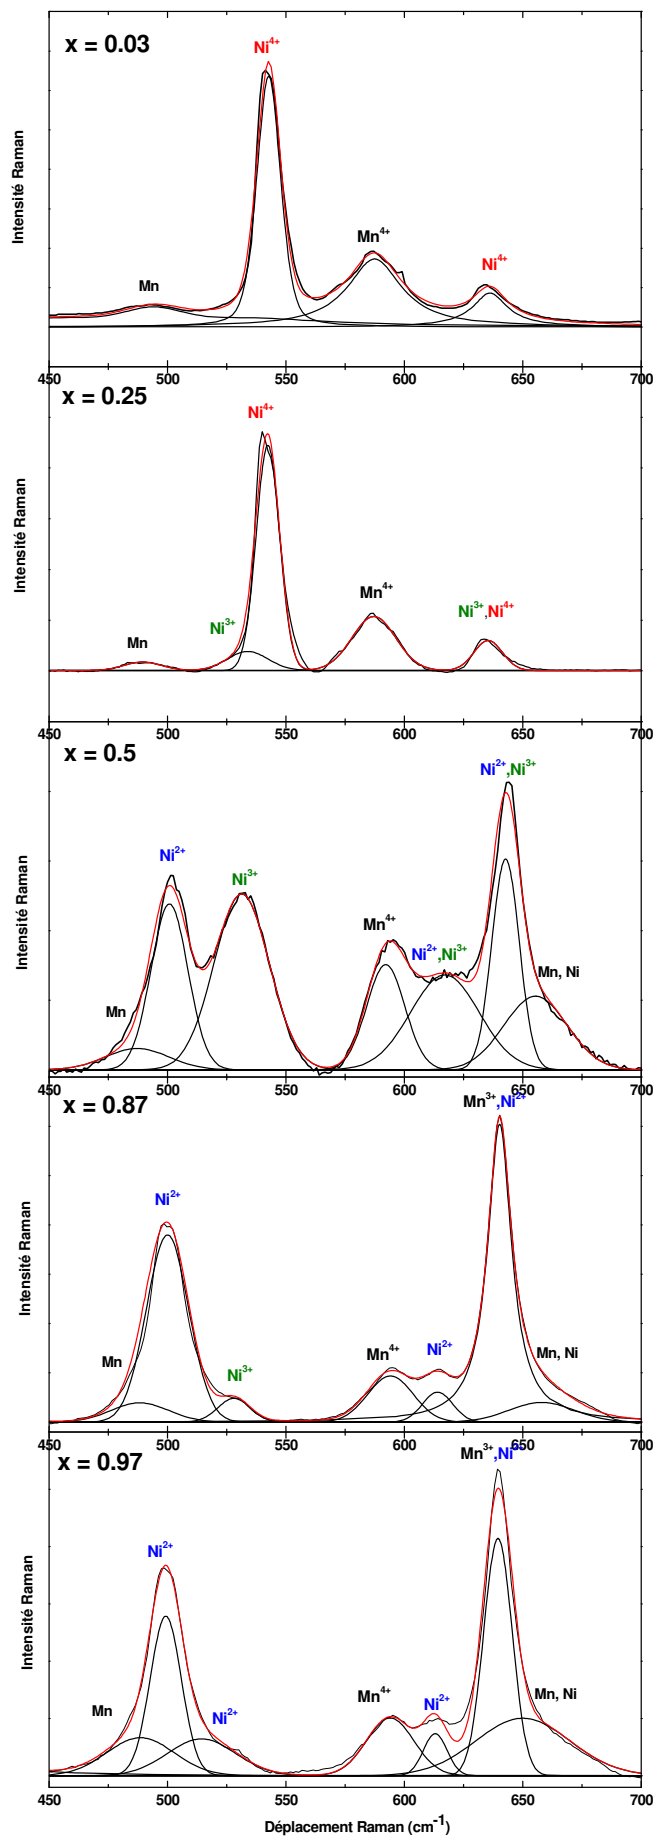 x = 0.03
Ni4+
Intensité Raman
Mn4+
Ni4+
Mn
450 500 550 600 650 700
x = 0.25
Ni4+
Intensité Raman
Mn4+
Ni3+,Ni4+
Ni3+
Mn
450 500 550 600 650 700
x = 0.5
Ni2+,Ni3+
Ni2+
Ni3+
Intensité Raman
Mn4+
Ni2+,Ni3+
Mn
Mn, Ni
450 500 550 600 650 700
x = 0.87
Mn3+,Ni2+
Ni2+
Intensité Raman
Mn
Ni3+
Mn4+
Ni2+
Mn, Ni
450 500 550 600 650 700
x = 0.97
Mn3+,Ni
Ni2+
Intensité Raman
Mn
Ni2+
Mn4+
Ni2+
Mn, Ni
450 500 550 600 650 700
Déplacement Raman (cm-1)